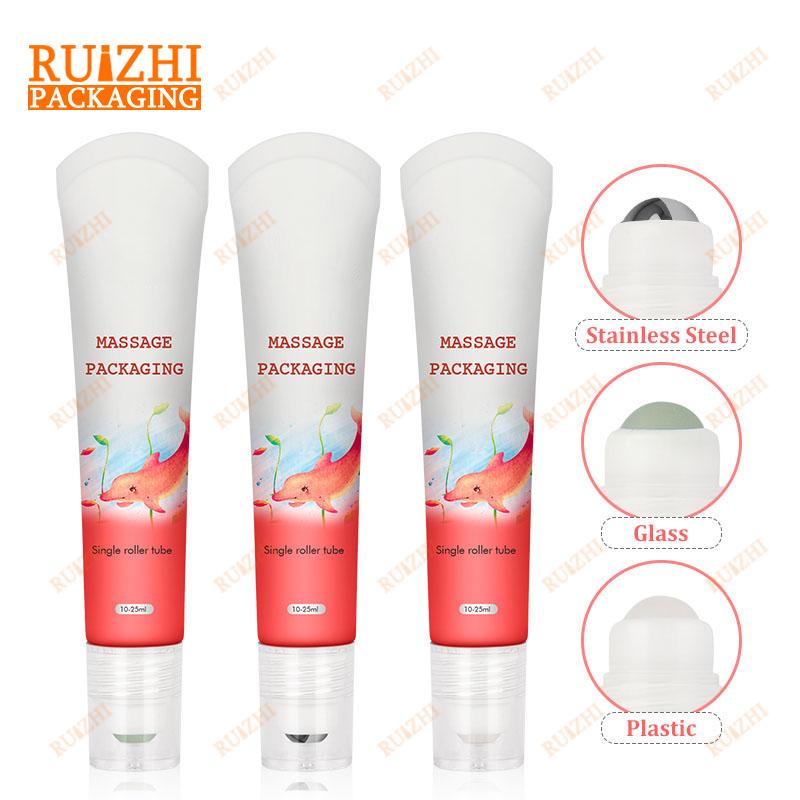 RUIZHI
PACKAGING
MASSAGE
PACKAGING
Single roller tube
10-25ml
MASSAGE
PACKAGING
Single roller tube
10-25ml
MASSAGE
PACKAGING
Single roller tube
10-25ml
Stainless Steel
Glass
Plastic
RUIZHI